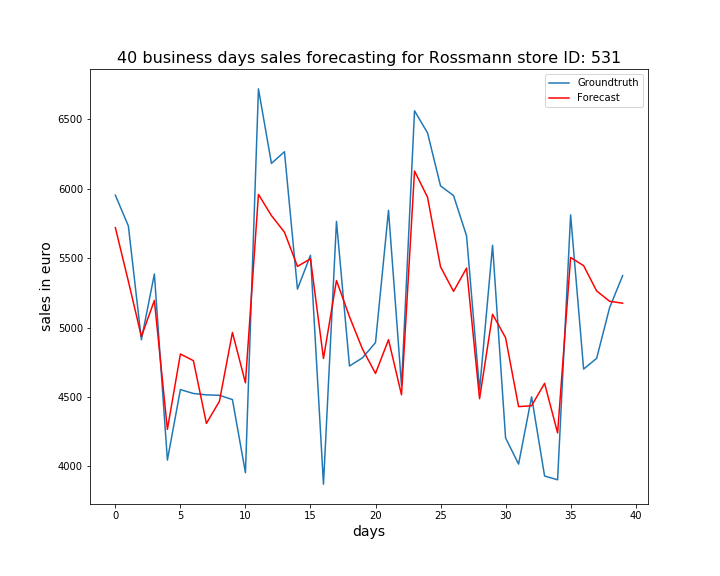 40 business days sales forecasting for Rossmann store ID: 531
Groundtruth
Forecast
sales in euro
6500
6000
5500
5000
4500
4000
0 5 10 15 20 25 30 35 40
days